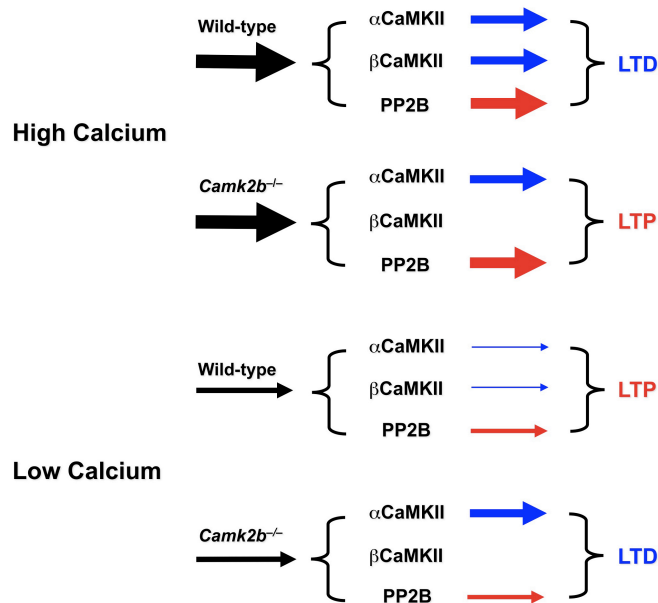 Wild-type
αCaMKII
βCaMKII
PP2B
LTD
High Calcium
Camk2b⁻/⁻
αCaMKII
βCaMKII
PP2B
LTP
Wild-type
αCaMKII
βCaMKII
PP2B
LTP
Low Calcium
Camk2b⁻/⁻
αCaMKII
βCaMKII
PP2B
LTD